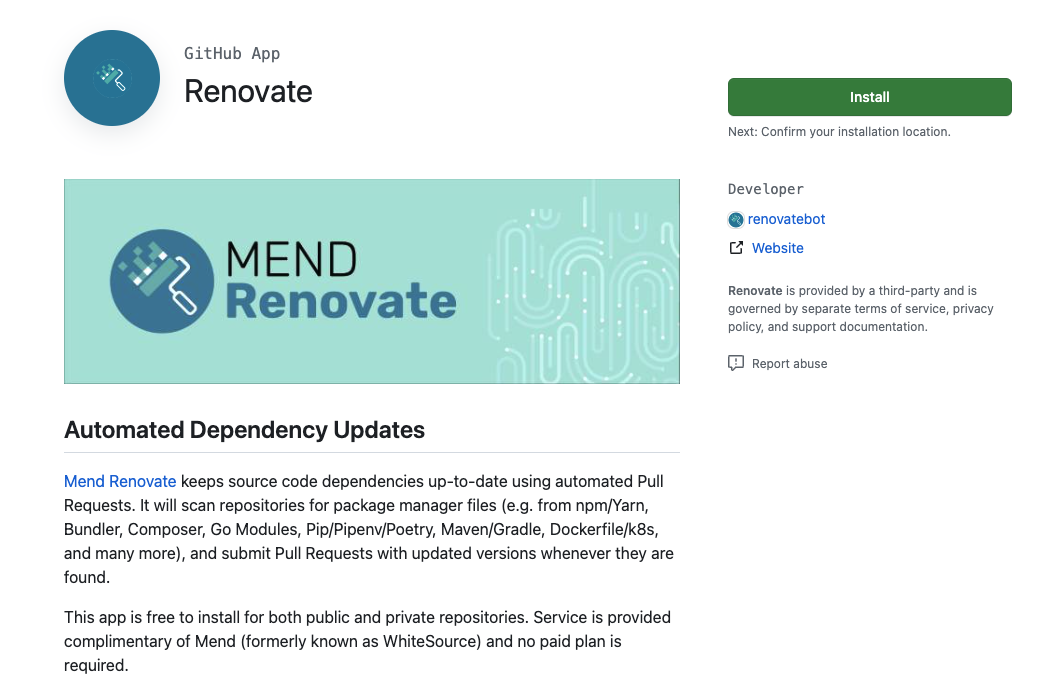 GitHub App
Renovate
Install
Next: Confirm your installation location.
MEND
Renovate
Developer
renovatebot
Website
Renovate is provided by a third-party and is
governed by separate terms of service, privacy
policy, and support documentation.
Report abuse
Automated Dependency Updates
Mend Renovate keeps source code dependencies up-to-date using automated Pull
Requests. It will scan repositories for package manager files (e.g. from npm/Yarn,
Bundler, Composer, Go Modules, Pip/Pipenv/Poetry, Maven/Gradle, Dockerfile/k8s,
and many more), and submit Pull Requests with updated versions whenever they are
found.
This app is free to install for both public and private repositories. Service is provided
complimentary of Mend (formerly known as WhiteSource) and no paid plan is
required.